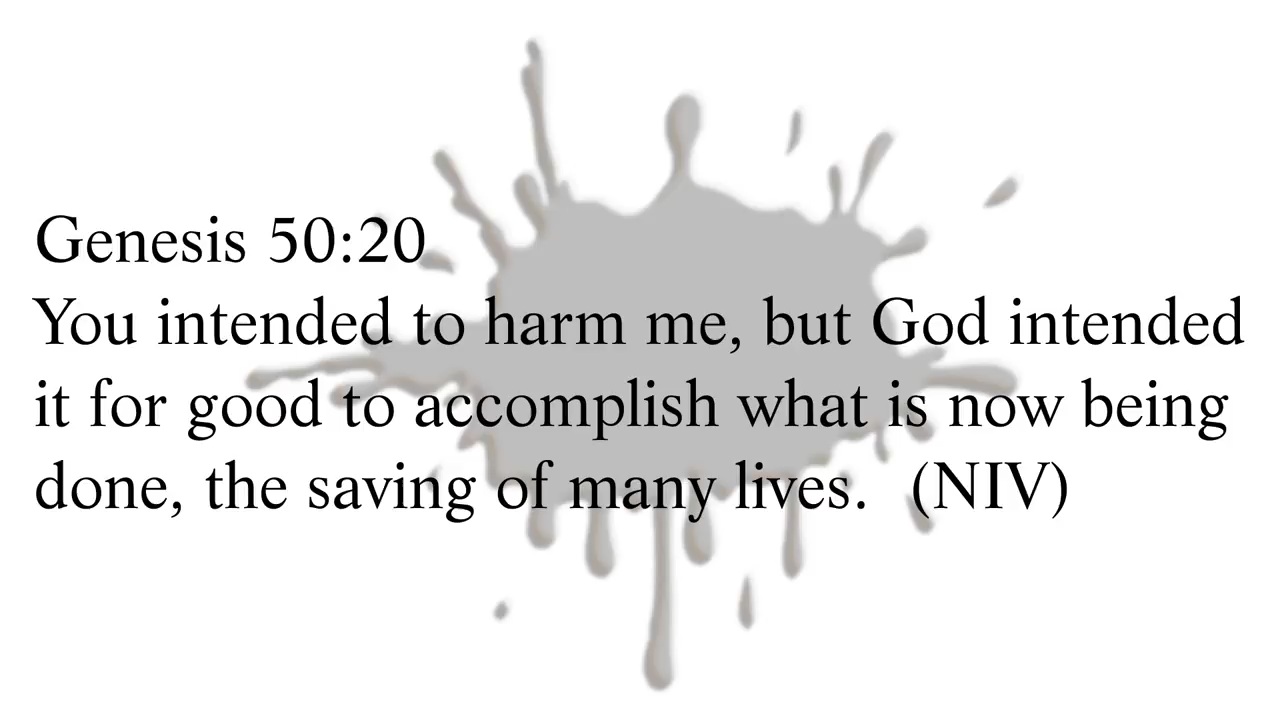 Genesis 50:20
You intended to harm me, but God intended
it for good to accomplish what is now being
done, the saving of many lives.  (NIV)